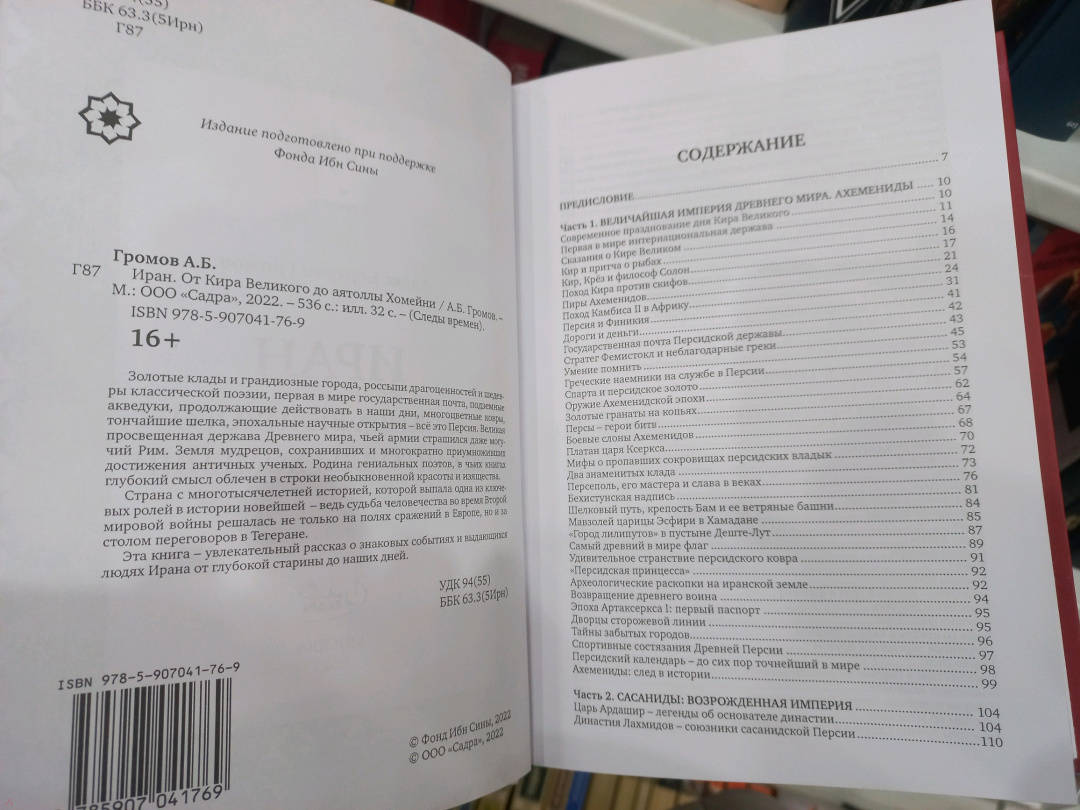 (55)
ББК 63.3(5Ирн)
Г87
Издание подготовлено при поддержке
Фонда Ибн Сины
Громов А.Б.
Г87 Иран. От Кира Великого до аятоллы Хомейни / А.Б. Громов. –
М.: ООО «Садра», 2022. – 536 с.: илл. 32 с. – (Следы времен).
ISBN 978-5-907041-76-9
16+
Золотые клады и грандиозные города, россыпи драгоценностей и шедев-
ры классической поэзии, первая в мире государственная почта, подземные
акведуки, продолжающие действовать в наши дни, многоцветные ковры,
тончайшие шелка, эпохальные научные открытия – всё это Персия. Великая
просвещенная держава Древнего мира, чьей армии страшился даже могу-
чий Рим. Земля мудрецов, сохранивших и многократно приумноживших
достижения античных ученых. Родина гениальных поэтов, в чьих книгах
глубокий смысл облечен в строки необыкновенной красоты и изящества.
Страна с многотысячелетней историей, которой выпала одна из ключе-
вых ролей в истории новейшей – ведь судьба человечества во время Второй
мировой войны решалась не только на полях сражений в Европе, но и за
столом переговоров в Тегеране.
Эта книга – увлекательный рассказ о знаковых событиях и выдающихся
людях Ирана от глубокой старины до наших дней.
УДК 94(55)
ББК 63.3(5Ирн)
ISBN 978-5-907041-76-9
785907 041769
© Фонд Ибн Сины, 2022
© ООО «Садра», 2022
СОДЕРЖАНИЕ
ПРЕДИСЛОВИЕ 7
Часть 1. ВЕЛИЧАЙШАЯ ИМПЕРИЯ ДРЕВНЕГО МИРА. АХЕМЕНИДЫ 10
Современное празднование дня Кира Великого 10
Первая в мире интернациональная держава 11
Сказания о Кире Великом 14
Кир и притча о рыбах 16
Кир, Крёз и философ Солон 17
Поход Кира против скифов 21
Пиры Ахеменидов 24
Поход Камбиса II в Африку 31
Персия и Финикия 41
Дороги и деньги 42
Государственная почта Персидской державы 43
Стратег Фемистокл и неблагодарные греки 45
Умение помнить 53
Греческие наемники на службе в Персии 54
Спарта и персидское золото 57
Оружие Ахеменидской эпохи 62
Золотые гранаты на копьях 64
Персы – герои битв 67
Боевые слоны Ахеменидов 68
Платан царя Ксеркса 70
Мифы о пропавших сокровищах персидских владык 72
Два знаменитых клада 73
Персеполь, его мастера и слава в веках 76
Бехистунская надпись 81
Шелковый путь, крепость Бам и ее ветряные башни 84
Мавзолей царицы Эсфири в Хамадане 85
«Город лилипутов» в пустыне Деште-Лут 87
Самый древний в мире флаг 89
Удивительное странствие персидского ковра 91
«Персидская принцесса» 92
Археологические раскопки на иранской земле 92
Возвращение древнего воина 94
Эпоха Артаксеркса I: первый паспорт 95
Дворцы сторожевой линии 95
Тайны забытых городов 96
Спортивные состязания Древней Персии 97
Персидский календарь – до сих пор точнейший в мире 98
Ахемениды: след в истории 99
Часть 2. САСАНИДЫ: ВОЗРОЖДЕННАЯ ИМПЕРИЯ 104
Царь Ардашир – легенды об основателе династии 104
Династия Лахмидов – союзники сасанидской Персии 110